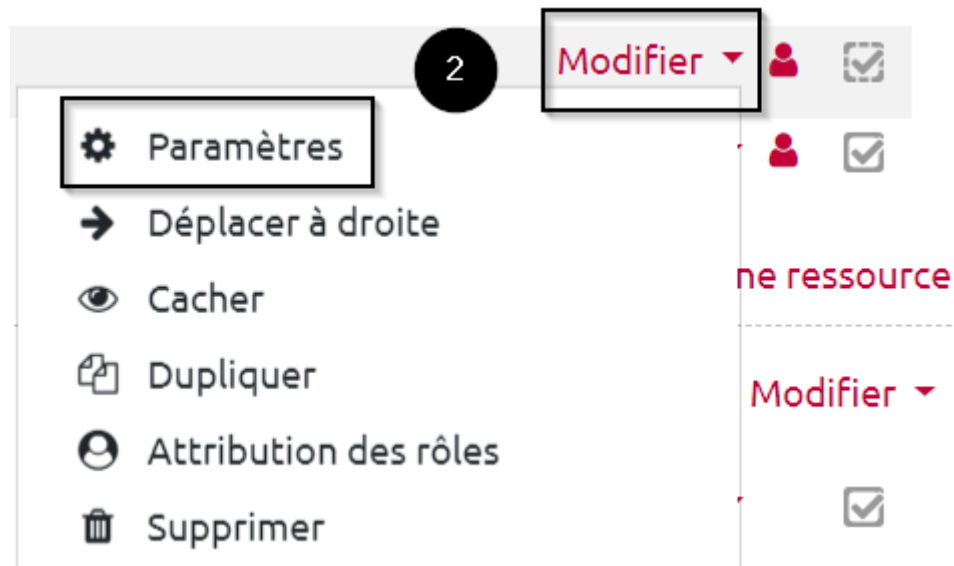 2
Modifier
Paramètres
Déplacer à droite
Cacher
ne ressource
Dupliquer
Modifier
Attribution des rôles
Supprimer